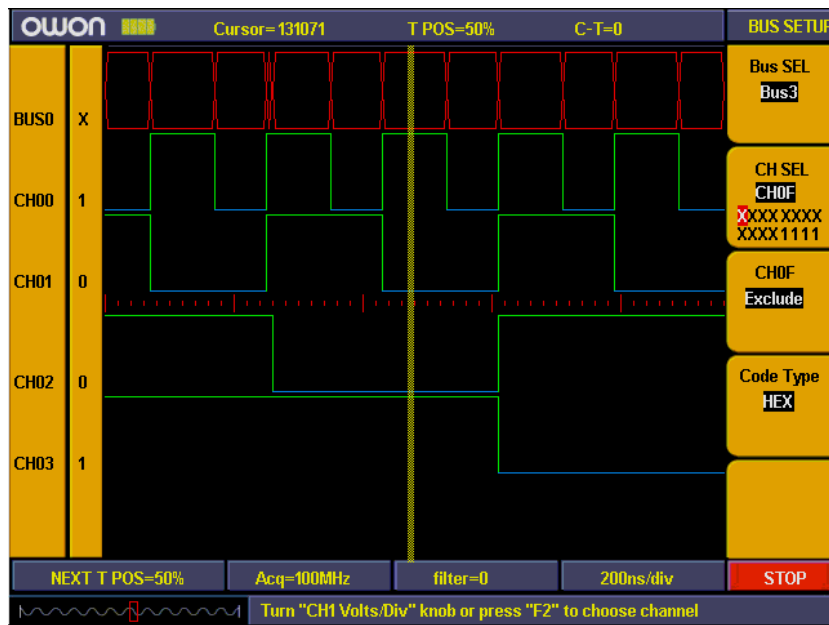 owon Cursor=131071 T POS=50% C-T=0 BUS SETUP
Bus SEL
Bus3
BUS0 X
CH SEL
CH0F
CH00 1
XXXX XXXX
XXXX1111
CH01 0
CH0F
Exclude
CH02 0
Code Type
HEX
CH03 1
NEXT T POS=50% Acq=100MHz filter=0 200ns/div STOP
Turn "CH1 Volts/Div" knob or press "F2" to choose channel